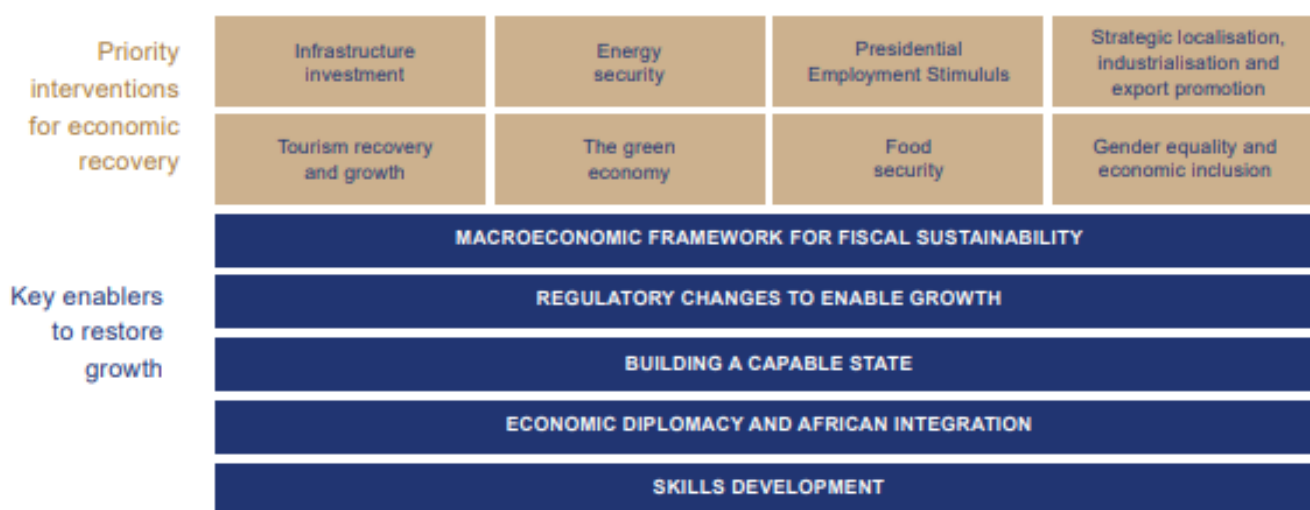 Priority
interventions
for economic
recovery
Infrastructure
investment
Energy
security
Presidential
Employment Stimululs
Strategic localisation,
industrialisation and
export promotion
Tourism recovery
and growth
The green
economy
Food
security
Gender equality and
economic inclusion
Key enablers
to restore
growth
MACROECONOMIC FRAMEWORK FOR FISCAL SUSTAINABILITY
REGULATORY CHANGES TO ENABLE GROWTH
BUILDING A CAPABLE STATE
ECONOMIC DIPLOMACY AND AFRICAN INTEGRATION
SKILLS DEVELOPMENT